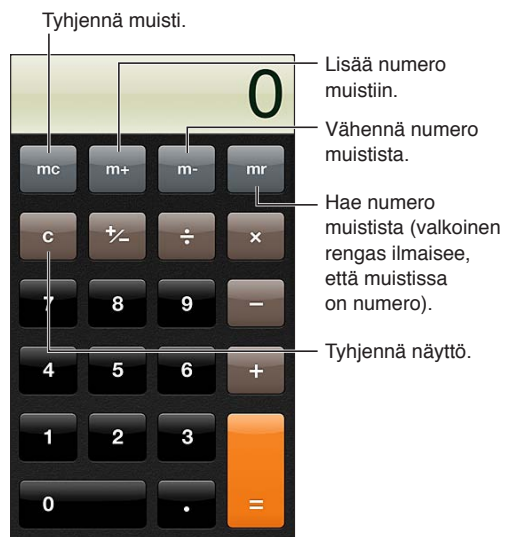 Tyhjennä muisti.
0
Lisää numero
muistiin.
Vähennä numero
muistista.
mc m+ m- mr
Hae numero
muistista (valkoinen
rengas ilmaisee,
että muistissa
on numero).
c +/− ÷ ×
7 8 9 −
Tyhjennä näyttö.
4 5 6 +
1 2 3
0 . =